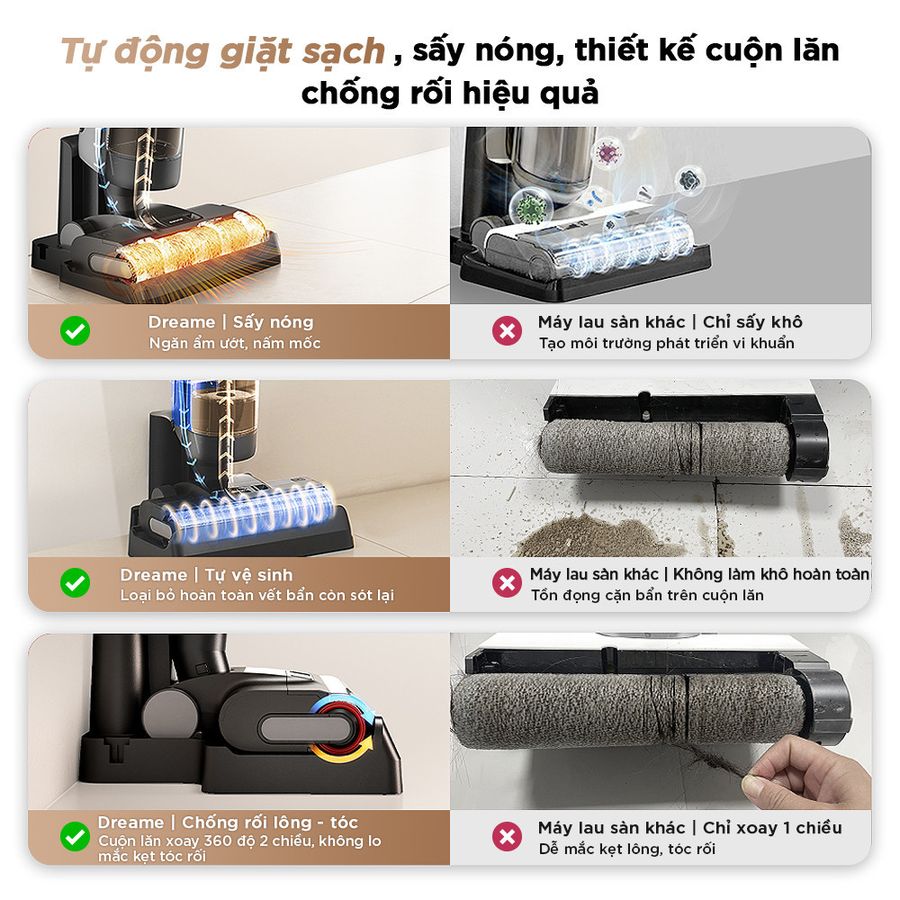 Tự động giặt sạch, sấy nóng, thiết kế cuộn lăn
chống rối hiệu quả
Dreame | Sấy nóng
Ngăn ẩm ướt, nấm mốc
Máy lau sàn khác | Chỉ sấy khô
Tạo môi trường phát triển vi khuẩn
Dreame | Tự vệ sinh
Loại bỏ hoàn toàn vết bẩn còn sót lại
Máy lau sàn khác | Không làm khô hoàn toàn
Tồn đọng cặn bẩn trên cuộn lăn
Dreame | Chống rối lông - tóc
Cuộn lăn xoay 360 độ 2 chiều, không lo
mắc kẹt tóc rối
Máy lau sàn khác | Chỉ xoay 1 chiều
Dễ mắc kẹt lông, tóc rối